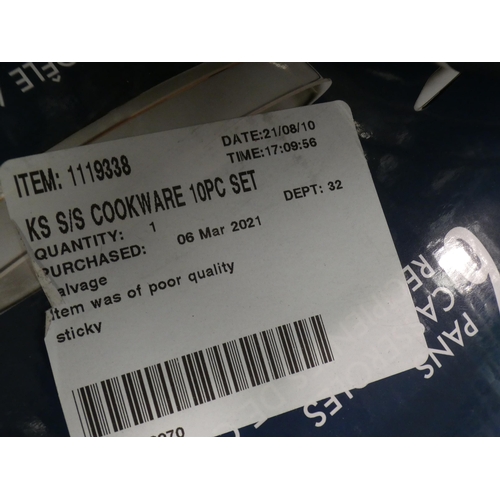 DÊLE
DATE:21/08/10
TIME:17:09:56
ITEM: 1119338
KS S/S COOKWARE 10PC SET
QUANTITY: 1
DEPT: 32
PURCHASED: 06 Mar 2021
alvage
Item was of poor quality
sticky
PANS